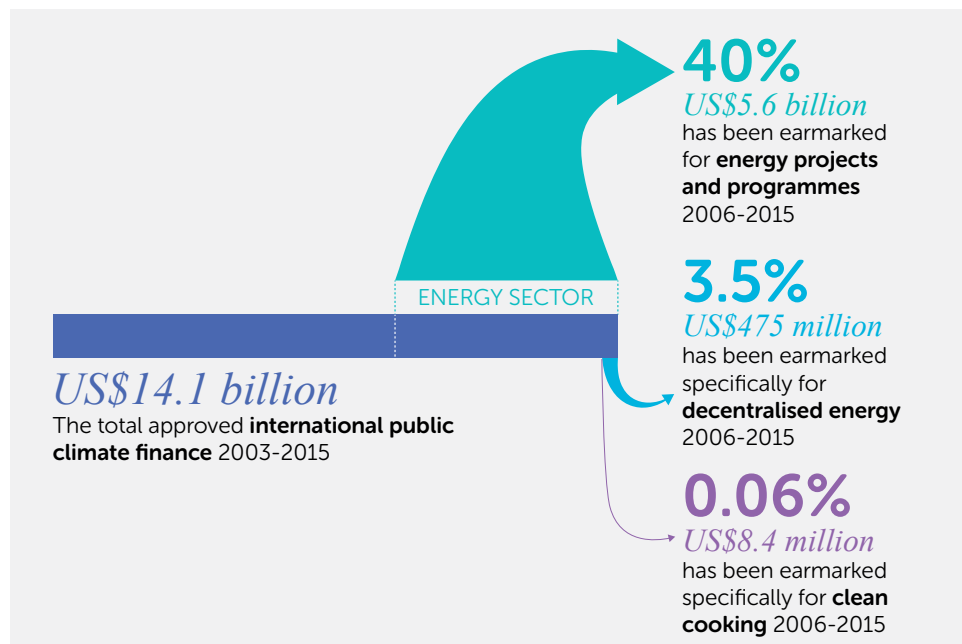 40%
US$5.6 billion
has been earmarked
for energy projects
and programmes
2006-2015
ENERGY SECTOR
US$14.1 billion
The total approved international public
climate finance 2003-2015
3.5%
US$475 million
has been earmarked
specifically for
decentralised energy
2006-2015
0.06%
US$8.4 million
has been earmarked
specifically for clean
cooking 2006-2015